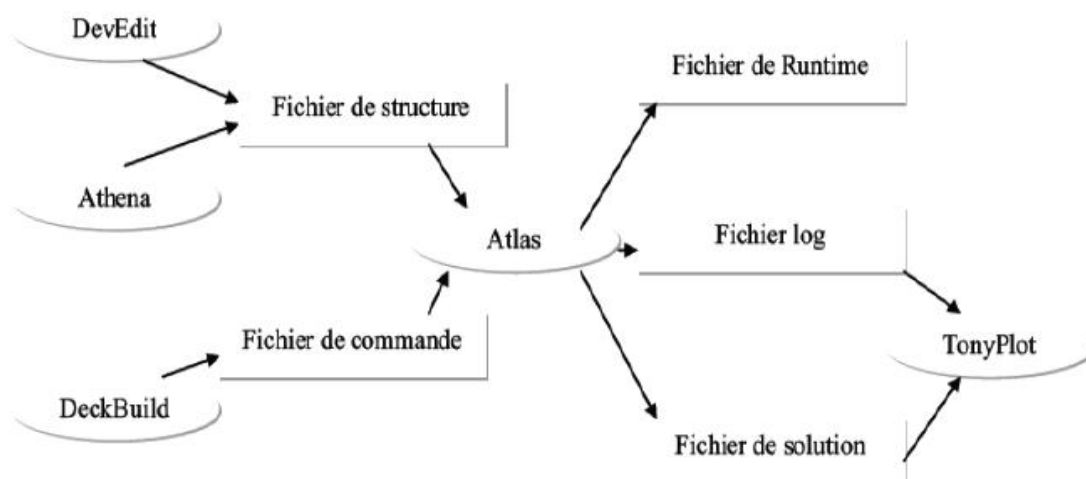 DevEdit
Fichier de Runtime
Fichier de structure
Athena
Atlas
Fichier log
Fichier de commande
TonyPlot
DeckBuild
Fichier de solution